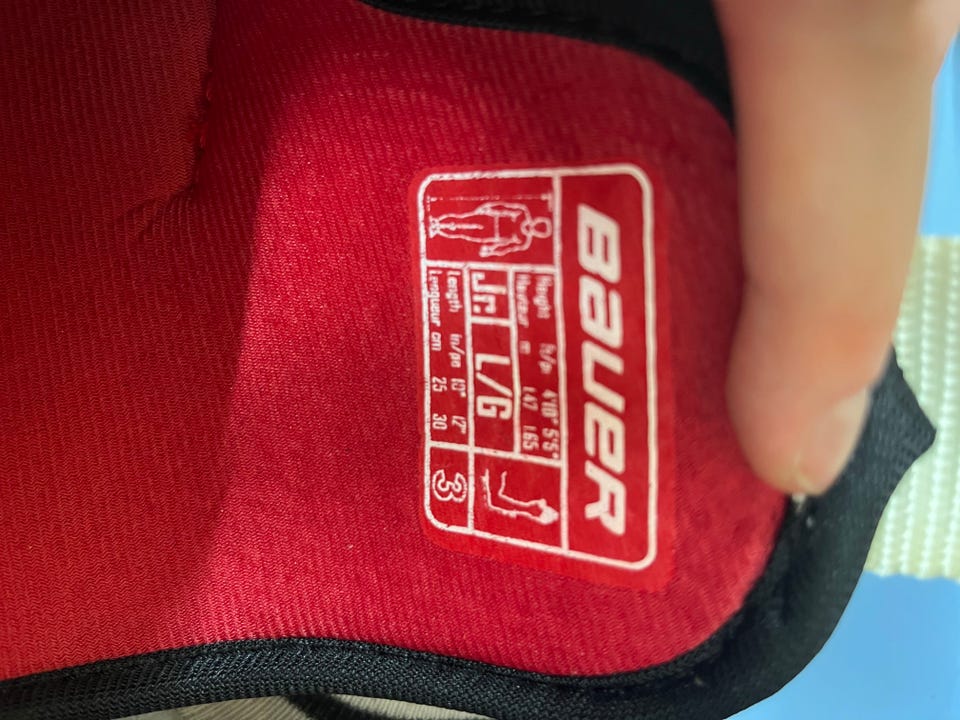 BAUER
Height ft/pi 4'10" 5'5"
Hauteur m 1.47 1.65
Jr. L/G
Length in/po 10" 12"
Longueur cm 25 30
3